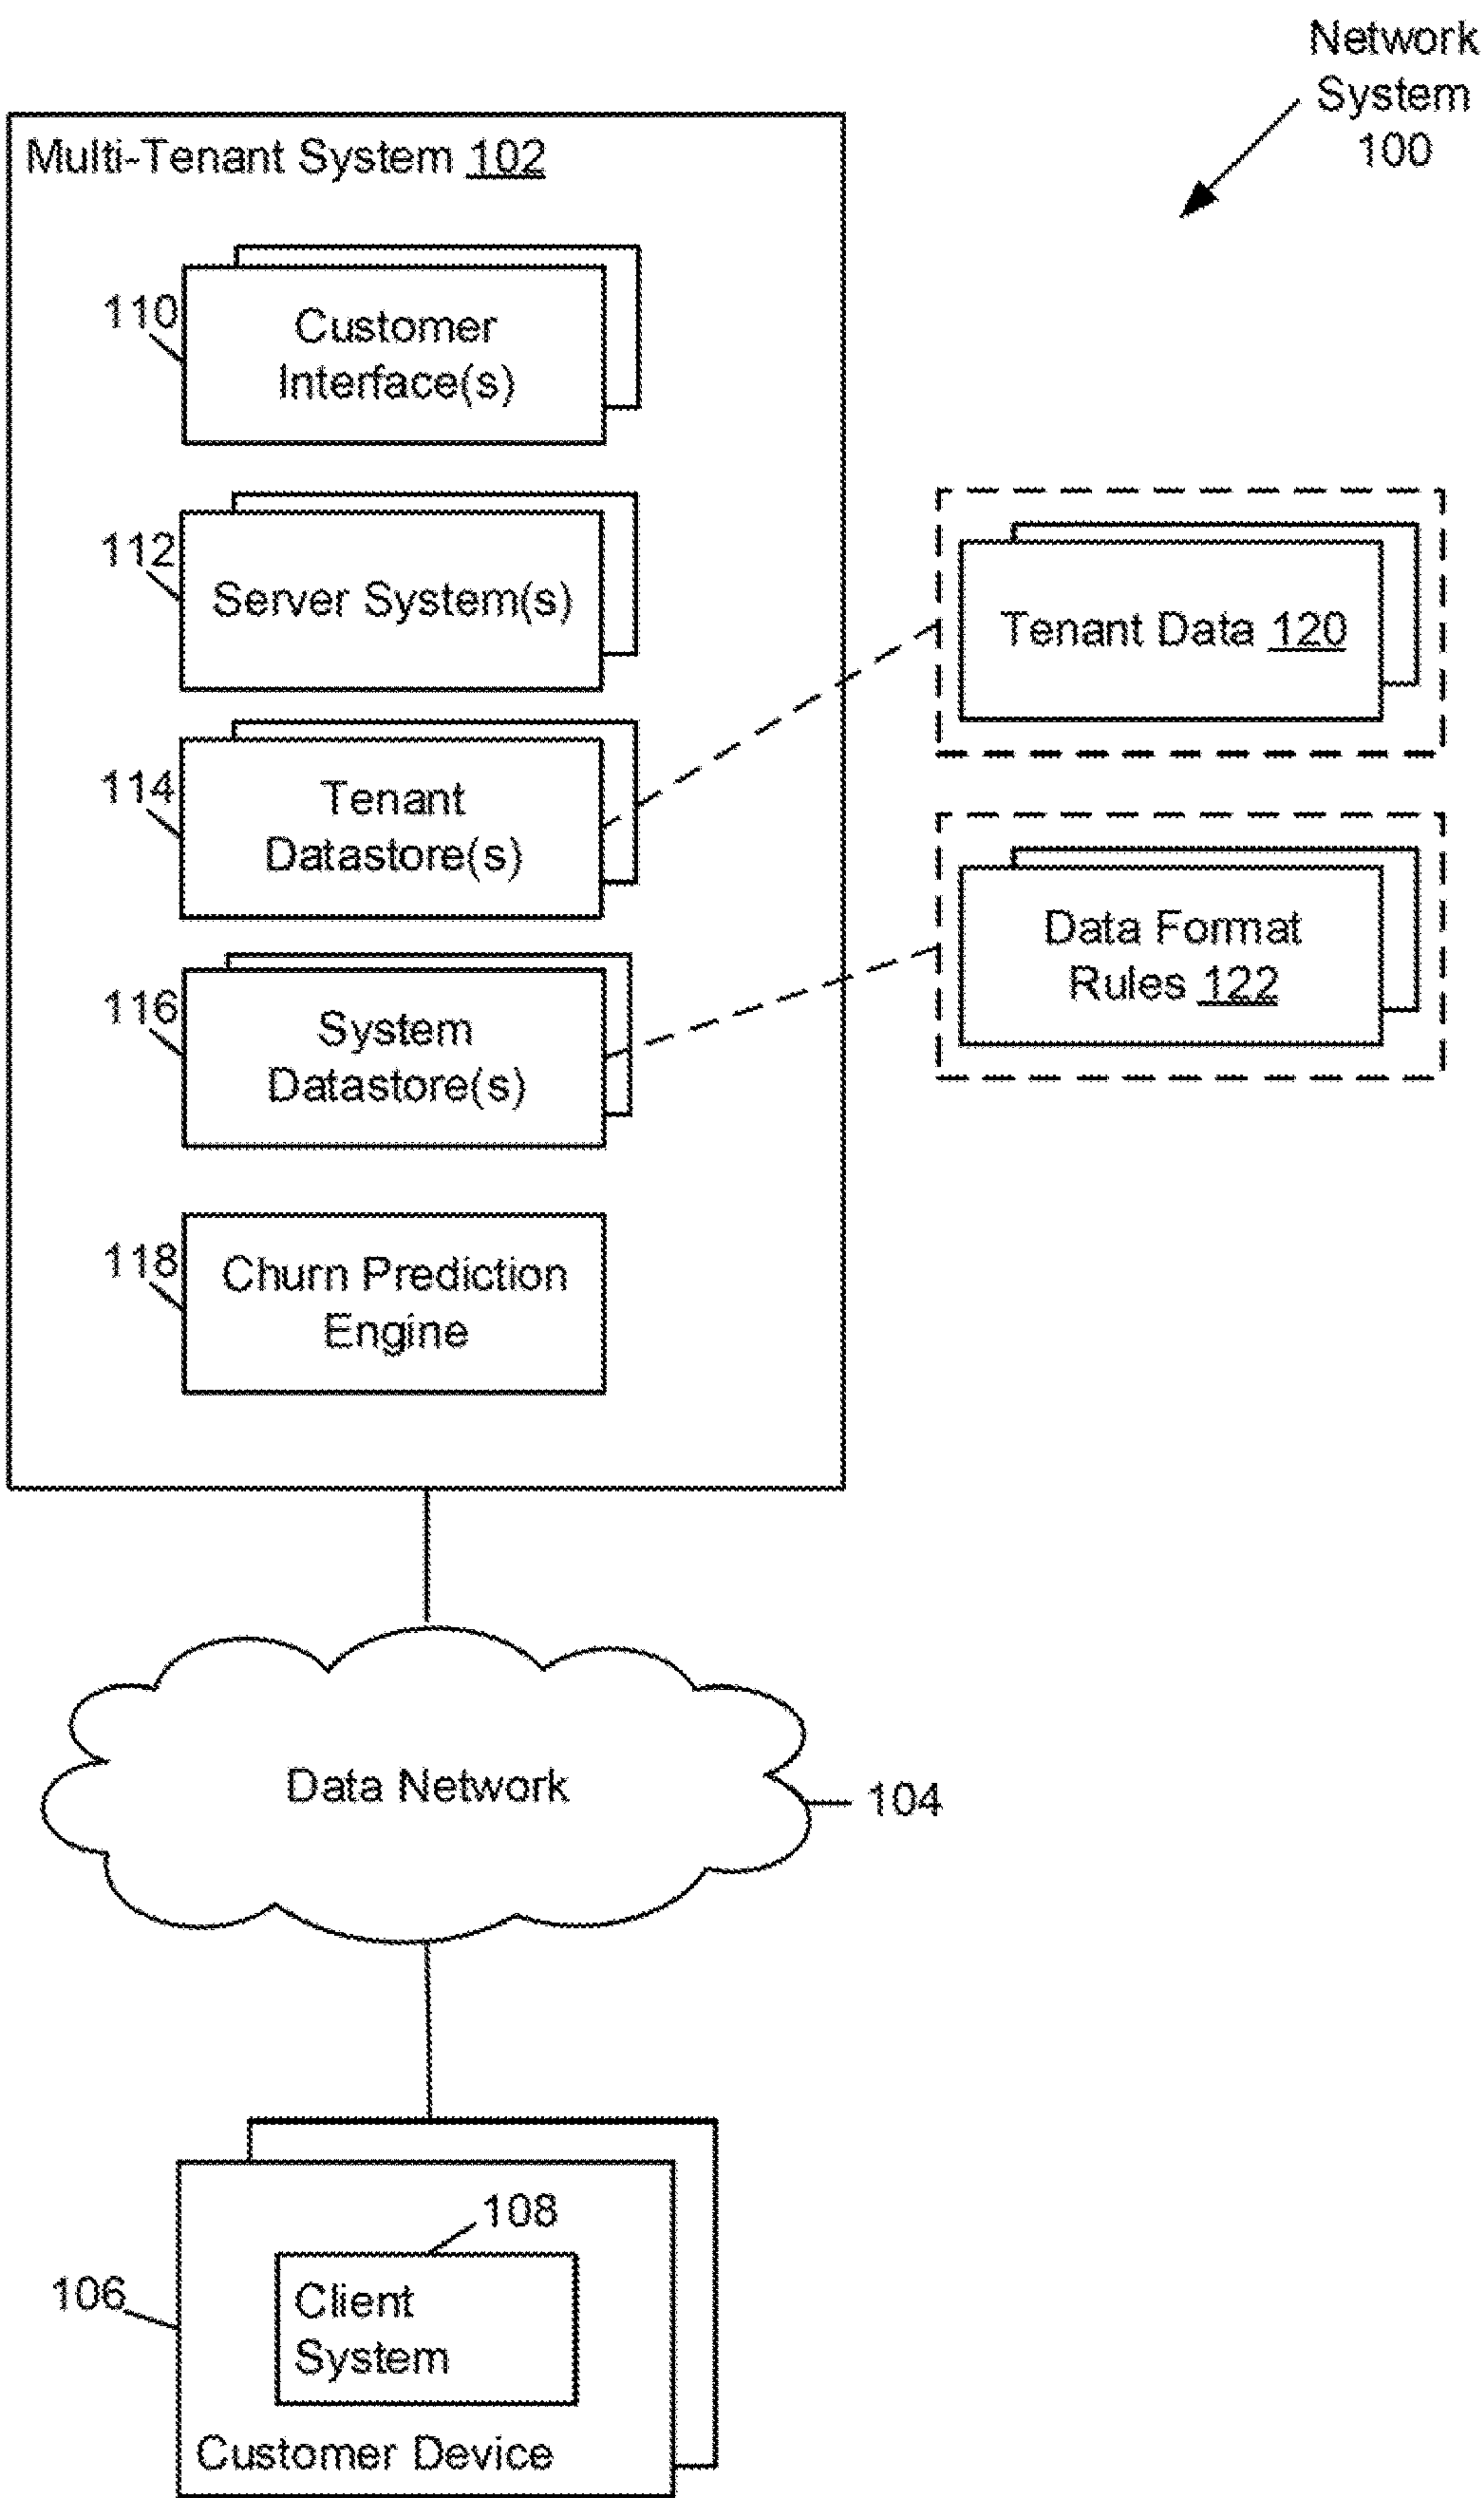 Network
System
100
Multi-Tenant System 102
110
Customer
Interface(s)
112
Server System(s)
Tenant Data 120
114
Tenant
Datastore(s)
Data Format
Rules 122
116
System
Datastore(s)
118
Churn Prediction
Engine
Data Network
104
108
106
Client
System
Customer Device